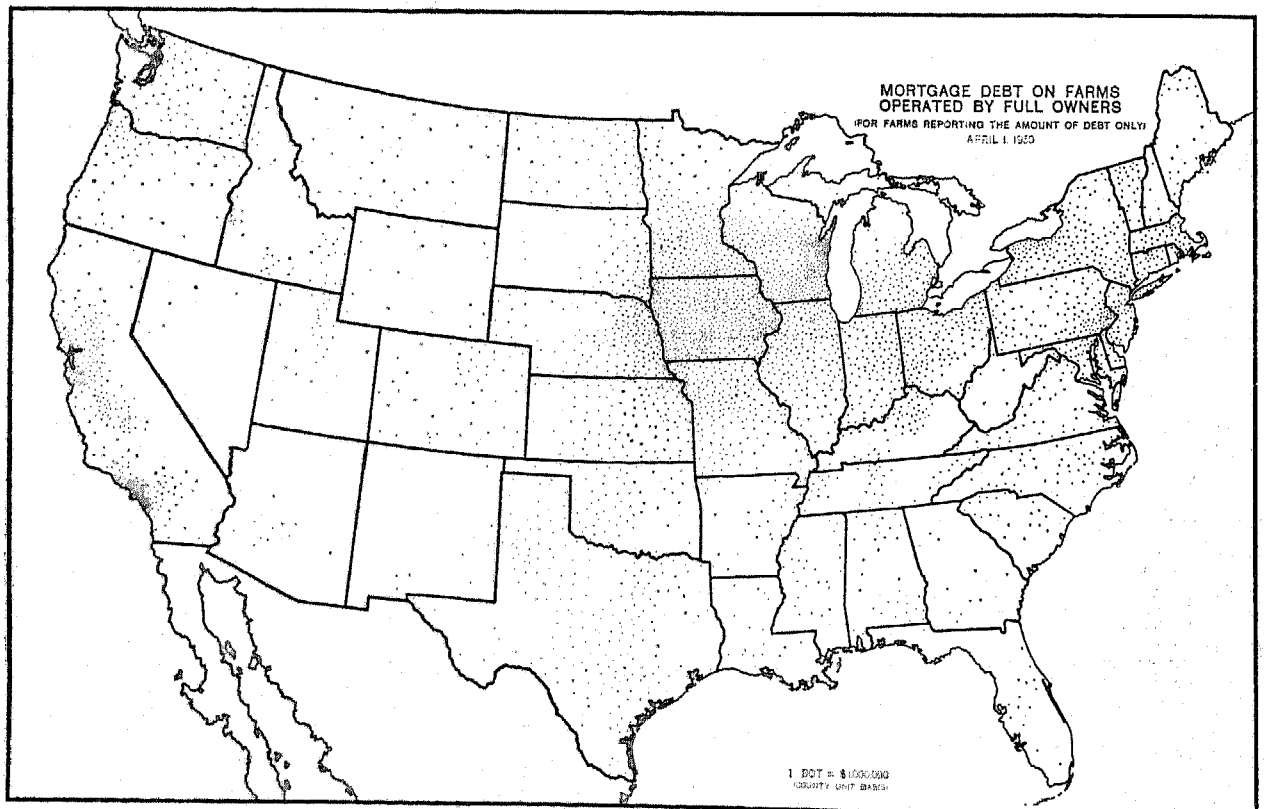 MORTGAGE DEBT ON FARMS
OPERATED BY FULL OWNERS
(FOR FARMS REPORTING THE AMOUNT OF DEBT ONLY)
APRIL 1,
1 DOT = $1,000,000
(COUNTY UNIT BASIS)